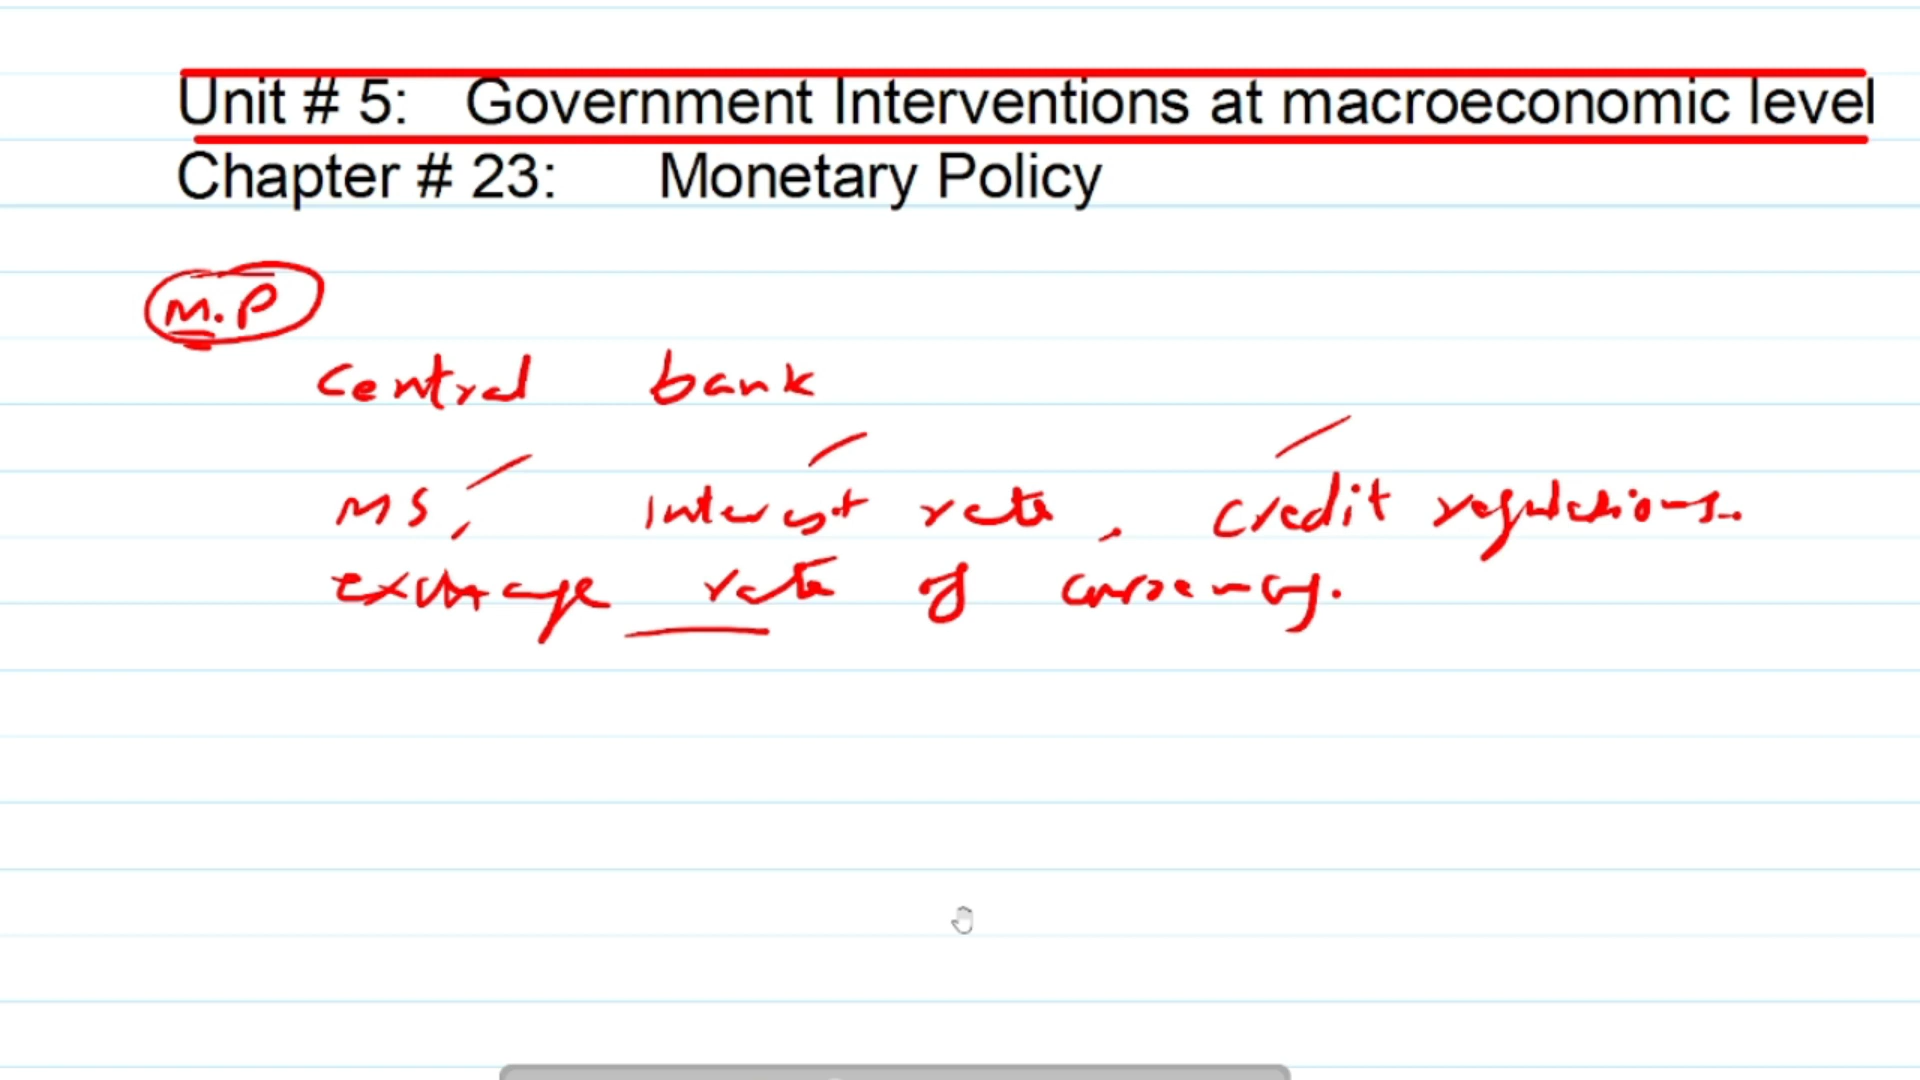 Unit # 5: Government Interventions at macroeconomic level
Chapter # 23: Monetary Policy
M.P
Central bank
MS, interest rate, credit regulations.
exchange rate of currency.